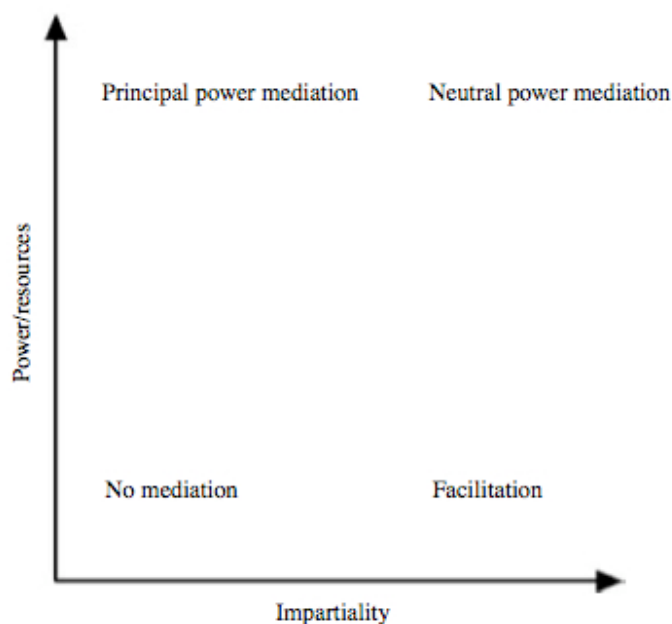 Principal power mediation
Neutral power mediation
Power/resources
No mediation
Facilitation
Impartiality